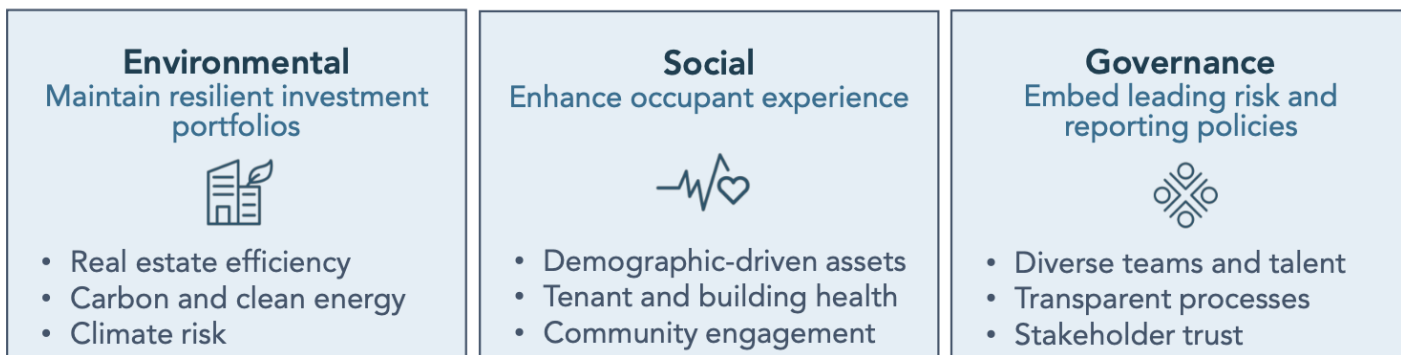 Environmental
Maintain resilient investment
portfolios
• Real estate efficiency
• Carbon and clean energy
• Climate risk
Social
Enhance occupant experience
• Demographic-driven assets
• Tenant and building health
• Community engagement
Governance
Embed leading risk and
reporting policies
• Diverse teams and talent
• Transparent processes
• Stakeholder trust